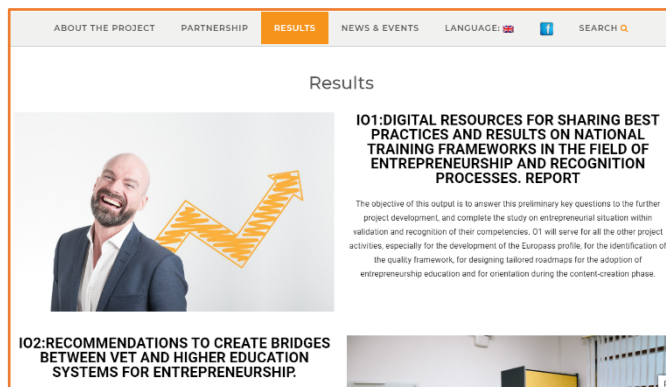 ABOUT THE PROJECT PARTNERSHIP RESULTS NEWS & EVENTS LANGUAGE: f SEARCH
Results
IO1:DIGITAL RESOURCES FOR SHARING BEST
PRACTICES AND RESULTS ON NATIONAL
TRAINING FRAMEWORKS IN THE FIELD OF
ENTREPRENEURSHIP AND RECOGNITION
PROCESSES. REPORT
The objective of this output is to answer this preliminary key questions to the further
project development, and complete the study on entrepreneurial situation within
validation and recognition of their competencies. O1 will serve for all the other project
activities, especially for the development of the Europass profile, for the identification of
the quality framework, for designing tailored roadmaps for the adoption of
entrepreneurship education and for orientation during the content-creation phase.
IO2:RECOMMENDATIONS TO CREATE BRIDGES
BETWEEN VET AND HIGHER EDUCATION
SYSTEMS FOR ENTREPRENEURSHIP.